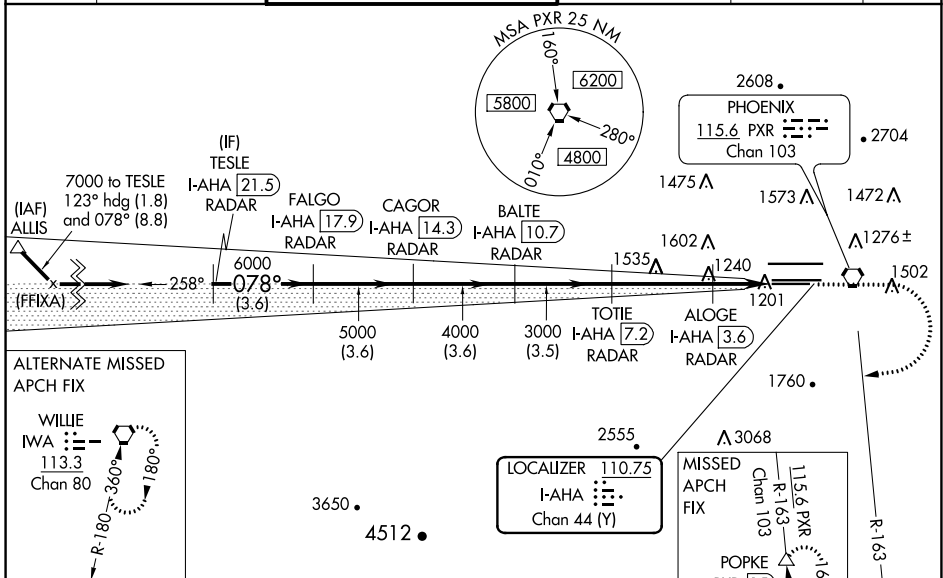 MSA PXR 25 NM
160°
6200
5800
280°
010°
4800
2608
PHOENIX
115.6 PXR
Chan 103
2704
(IF)
TESLE
I-AHA 21.5
RADAR
7000 to TESLE
123° hdg (1.8)
and 078° (8.8)
(IAF)
ALLIS
(FFIXA)
FALGO
I-AHA 17.9
RADAR
CAGOR
I-AHA 14.3
RADAR
BALTE
I-AHA 10.7
RADAR
1475
1573
1472
1602
1535
1240
1276±
1502
1201
258°
6000
078°
(3.6)
5000
(3.6)
4000
(3.6)
3000
(3.5)
TOTIE
I-AHA 7.2
RADAR
ALOGE
I-AHA 3.6
RADAR
1760
ALTERNATE MISSED
APCH FIX
WILLIE
IWA
113.3
Chan 80
360°
180°
R-180
2555
3068
LOCALIZER 110.75
I-AHA
Chan 44 (Y)
3650
4512
MISSED
APCH
FIX
115.6 PXR
Chan 103
R-163
POPKE
R-163